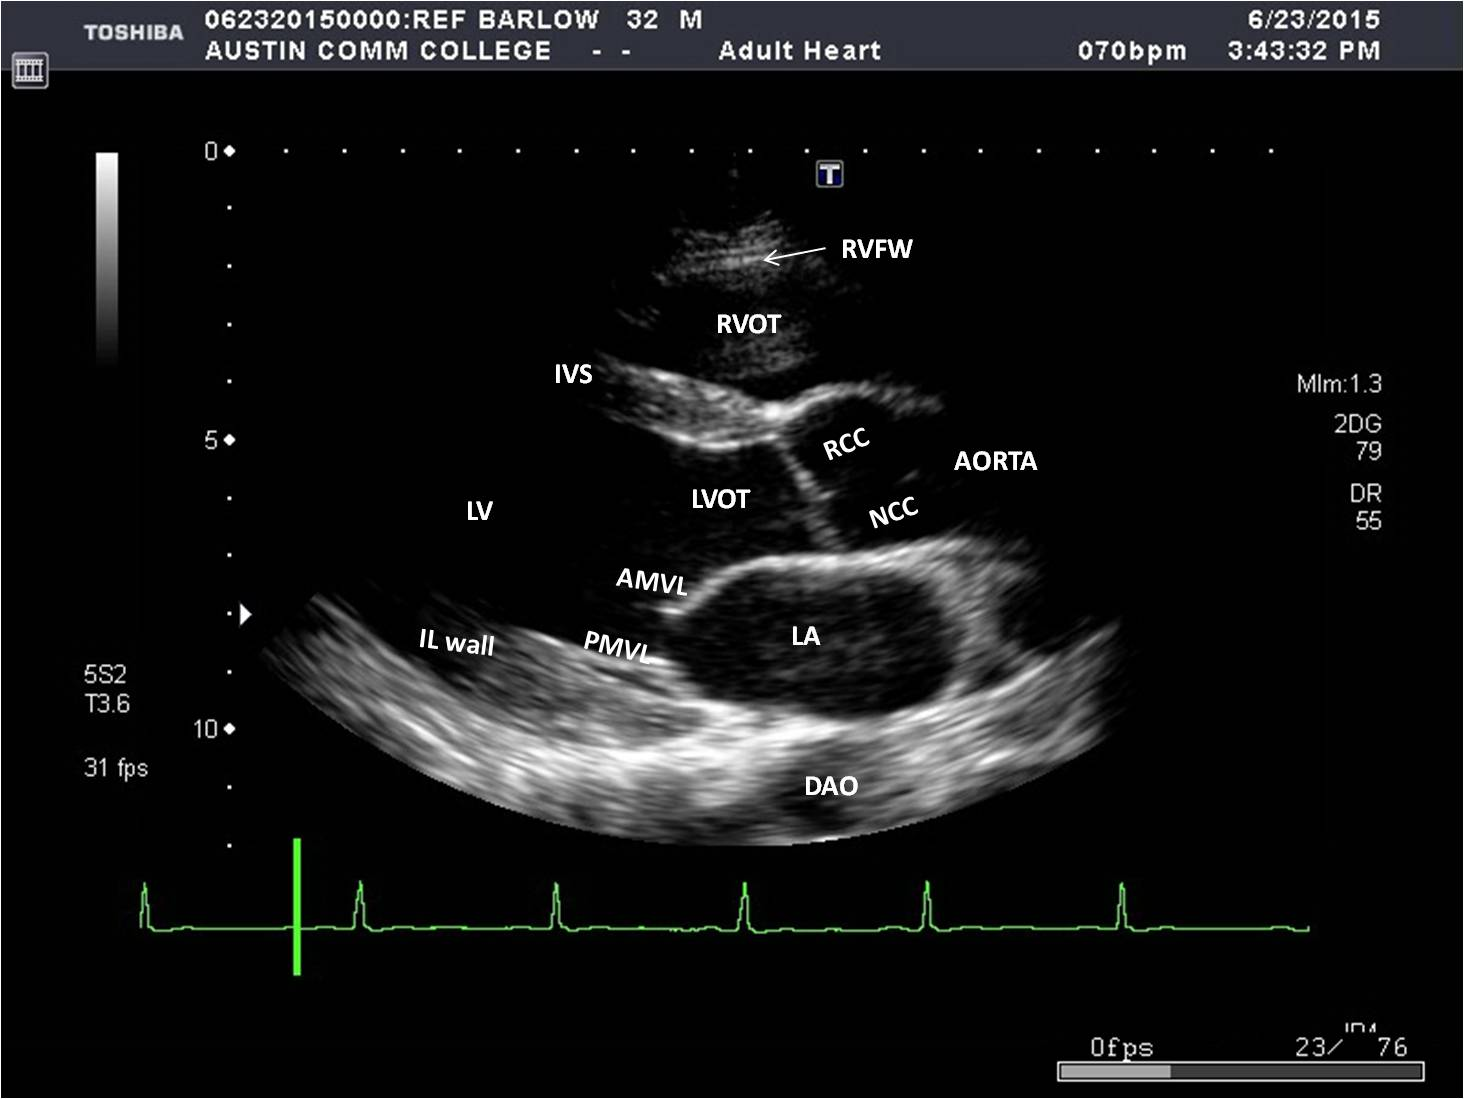 TOSHIBA
062320150000:REF BARLOW 32 M
6/23/2015
AUSTIN COMM COLLEGE - - Adult Heart
070bpm 3:43:32 PM
0
T
RVFW
RVOT
IVS
MIm:1.3
2DG
79
DR
55
5
RCC
AORTA
LVOT
NCC
LV
AMVL
LA
IL wall
PMVL
5S2
T3.6
10
31 fps
DAO
0fps 23/ 76